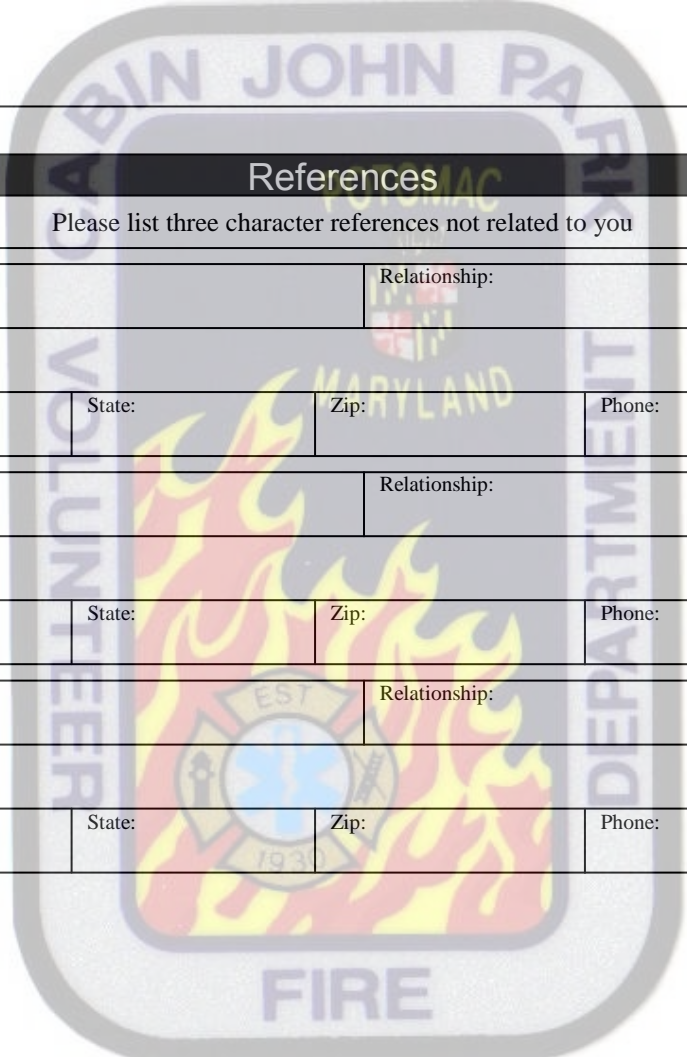 CABIN JOHN PARK
References
POTOMAC
Please list three character references not related to you
Relationship:
MARYLAND
State: Zip: Phone:
Relationship:
State: Zip: Phone:
Relationship:
EST
1930
State: Zip: Phone:
VOLUNTEER
DEPARTMENT
FIRE